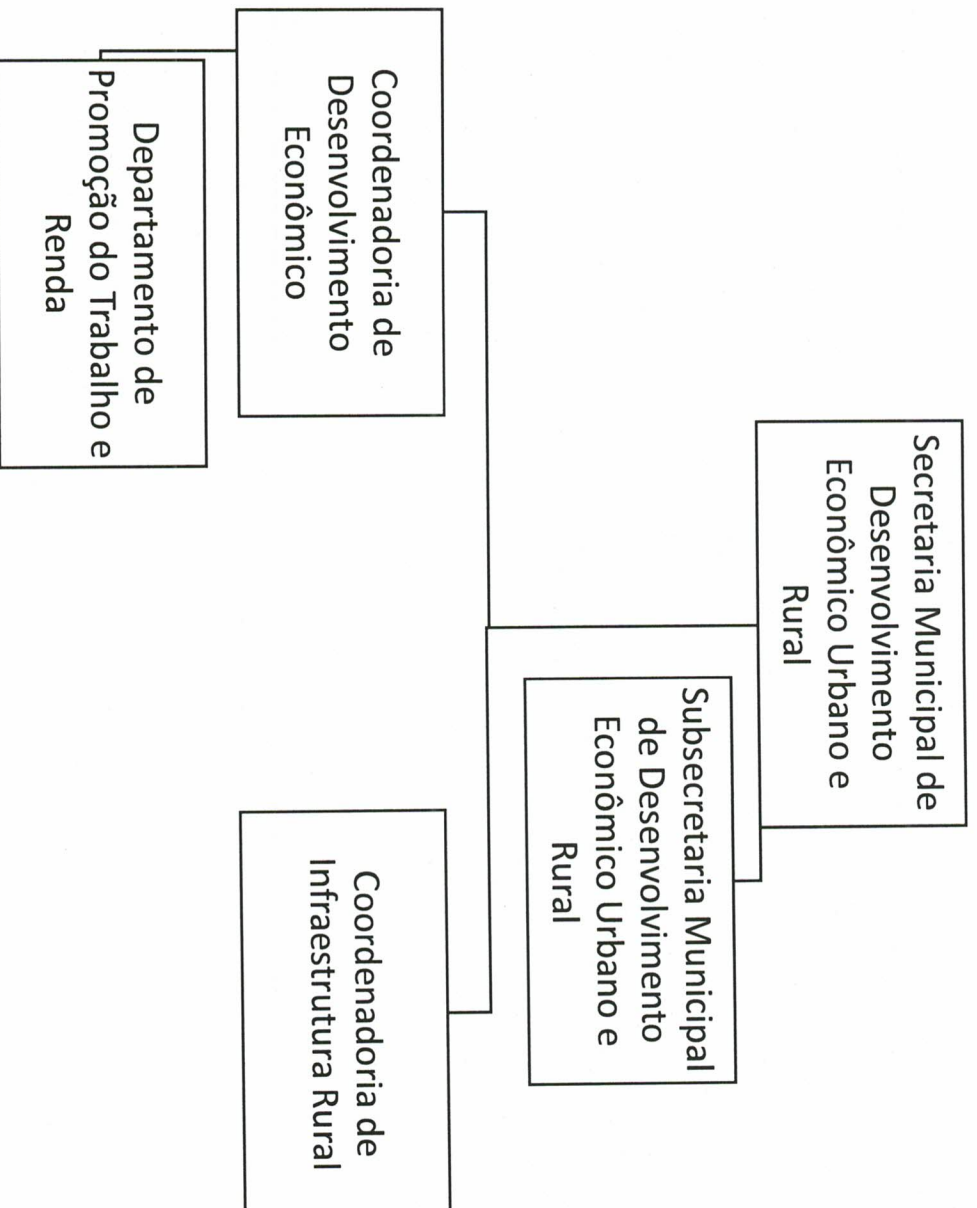 Secretaria Municipal de
Desenvolvimento
Econômico Urbano e
Rural
Subsecretaria Municipal
de Desenvolvimento
Econômico Urbano e
Rural
Coordenadoria de
Desenvolvimento
Econômico
Coordenadoria de
Infraestrutura Rural
Departamento de
Promoção do Trabalho e
Renda